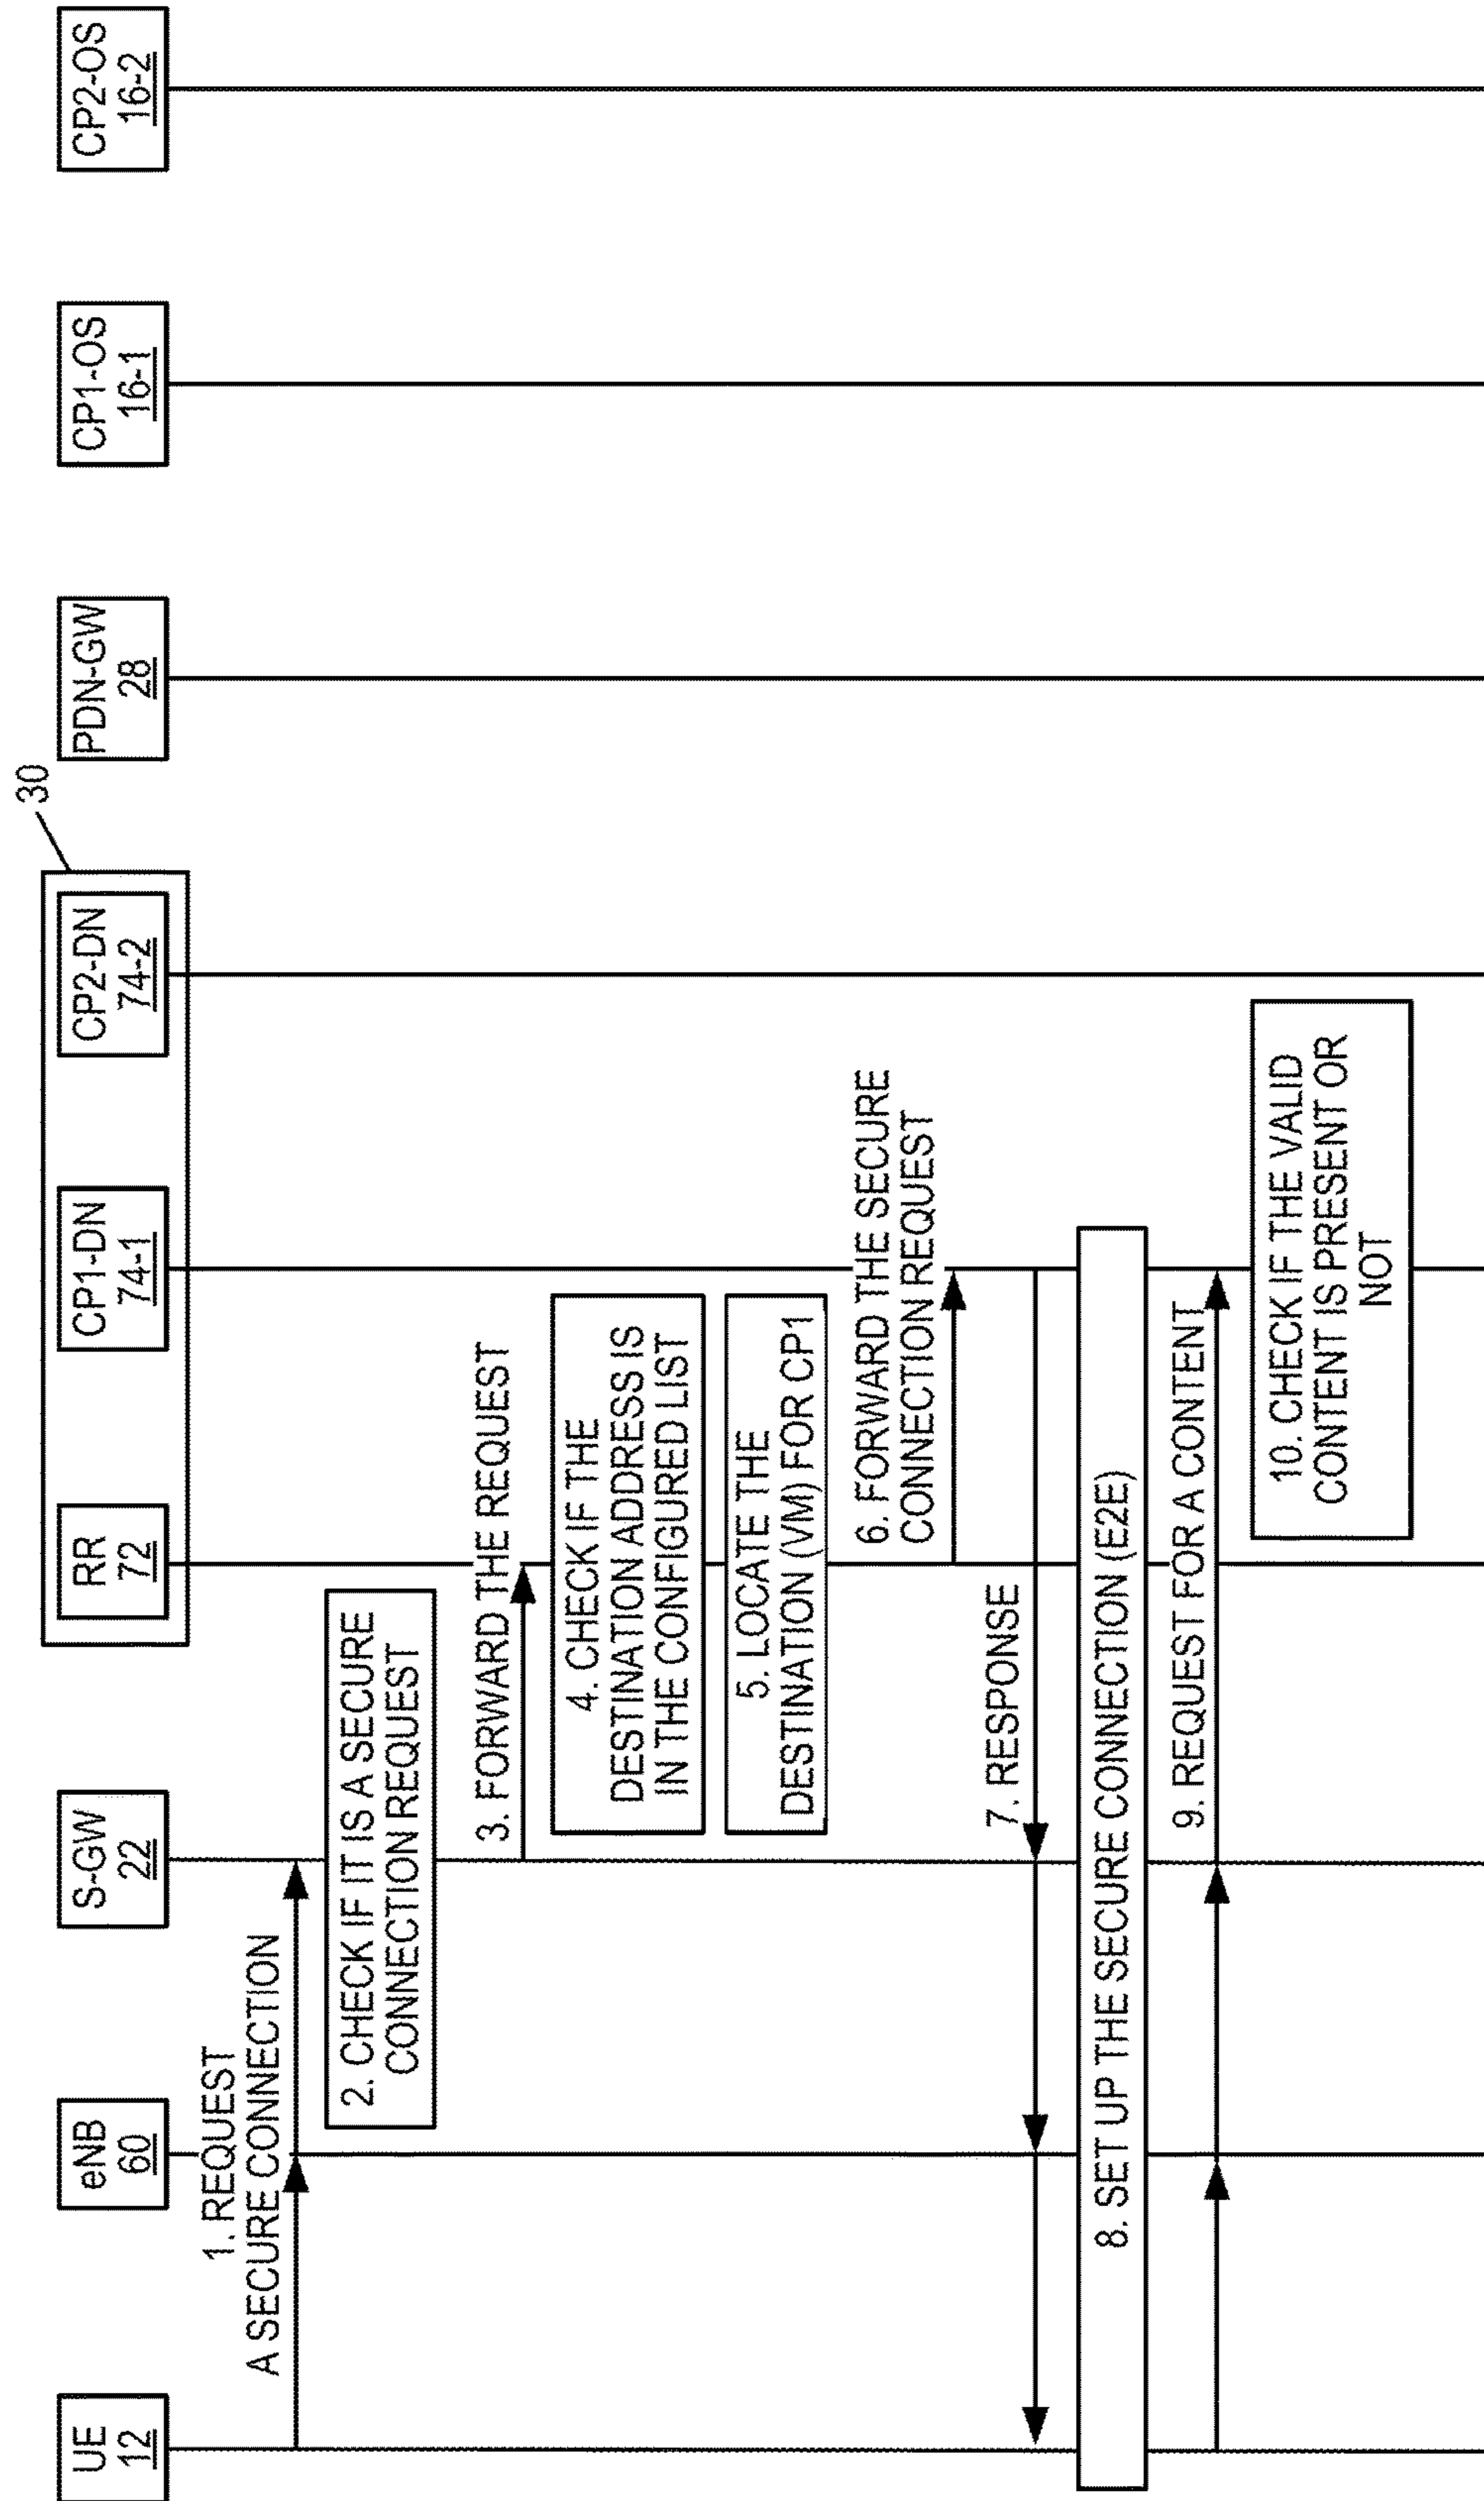 30
UE
12
eNB
60
S-GW
22
RR
72
CP1-DN
74-1
CP2-DN
74-2
PDN-GW
28
CP1-OS
16-1
CP2-OS
16-2
1. REQUEST
A SECURE CONNECTION
2. CHECK IF IT IS A SECURE
CONNECTION REQUEST
3. FORWARD THE REQUEST
4. CHECK IF THE
DESTINATION ADDRESS IS
IN THE CONFIGURED LIST
5. LOCATE THE
DESTINATION (VM) FOR CP1
6. FORWARD THE SECURE
CONNECTION REQUEST
7. RESPONSE
8. SET UP THE SECURE CONNECTION (E2E)
9. REQUEST FOR A CONTENT
10. CHECK IF THE VALID
CONTENT IS PRESENT OR
NOT